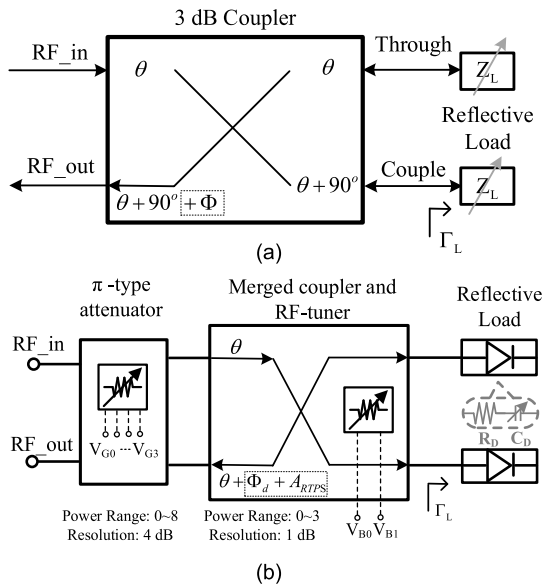 3 dB Coupler
RF_in
θ
θ
Through
Z_L
Reflective
Load
RF_out
θ+90° +Φ
θ+90°
Couple
Z_L
Γ_L
(a)
π -type
attenuator
Merged coupler and
RF-tuner
Reflective
Load
RF_in
θ
RF_out
V_G0 ··· V_G3
θ+ Φ_d + A_RTPS
R_D C_D
V_B0 V_B1
Γ_L
Power Range: 0~8
Resolution: 4 dB
Power Range: 0~3
Resolution: 1 dB
(b)